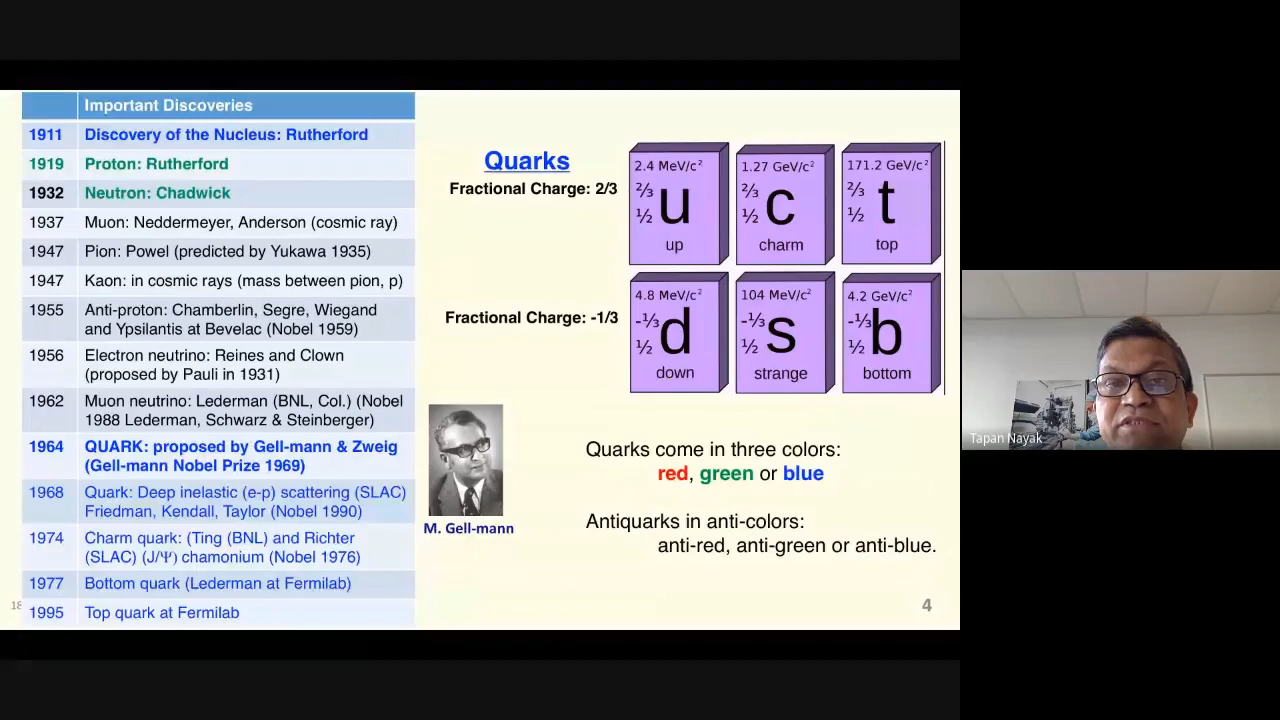 Important Discoveries
1911 Discovery of the Nucleus: Rutherford
1919 Proton: Rutherford
1932 Neutron: Chadwick
1937 Muon: Neddermeyer, Anderson (cosmic ray)
1947 Pion: Powel (predicted by Yukawa 1935)
1947 Kaon: in cosmic rays (mass between pion, p)
1955 Anti-proton: Chamberlin, Segre, Wiegand
and Ypsilantis at Bevelac (Nobel 1959)
1956 Electron neutrino: Reines and Clown
(proposed by Pauli in 1931)
1962 Muon neutrino: Lederman (BNL, Col.) (Nobel
1988 Lederman, Schwarz & Steinberger)
1964 QUARK: proposed by Gell-mann & Zweig
(Gell-mann Nobel Prize 1969)
1968 Quark: Deep inelastic (e-p) scattering (SLAC)
Friedman, Kendall, Taylor (Nobel 1990)
1974 Charm quark: (Ting (BNL) and Richter
(SLAC) (J/Ψ) chamonium (Nobel 1976)
1977 Bottom quark (Lederman at Fermilab)
1995 Top quark at Fermilab
18
Quarks
Fractional Charge: 2/3
2.4 MeV/c²
⅔
½
u
up
1.27 GeV/c²
⅔
½
c
charm
171.2 GeV/c²
⅔
½
t
top
Fractional Charge: -1/3
4.8 MeV/c²
-⅓
½
d
down
104 MeV/c²
-⅓
½
s
strange
4.2 GeV/c²
-⅓
½
b
bottom
M. Gell-mann
Quarks come in three colors:
red, green or blue
Antiquarks in anti-colors:
anti-red, anti-green or anti-blue.
4
Tapan Nayak